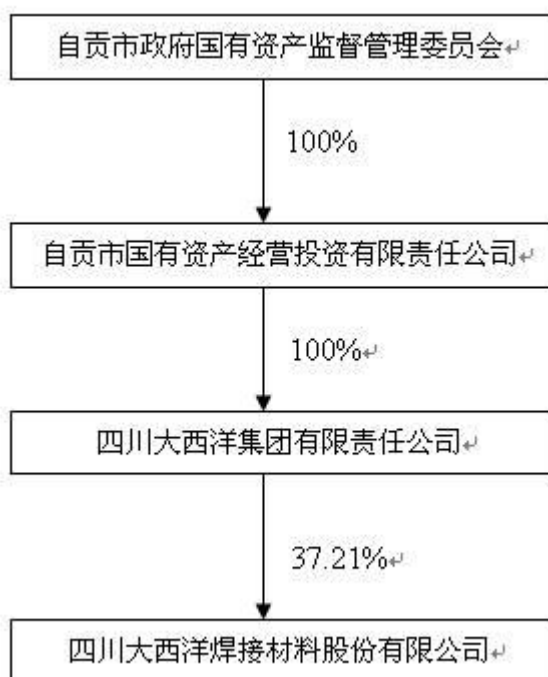 自贡市政府国有资产监督管理委员会↵
100%
自贡市国有资产经营投资有限责任公司↵
100%↵
四川大西洋集团有限责任公司↵
37.21%↵
四川大西洋焊接材料股份有限公司↵